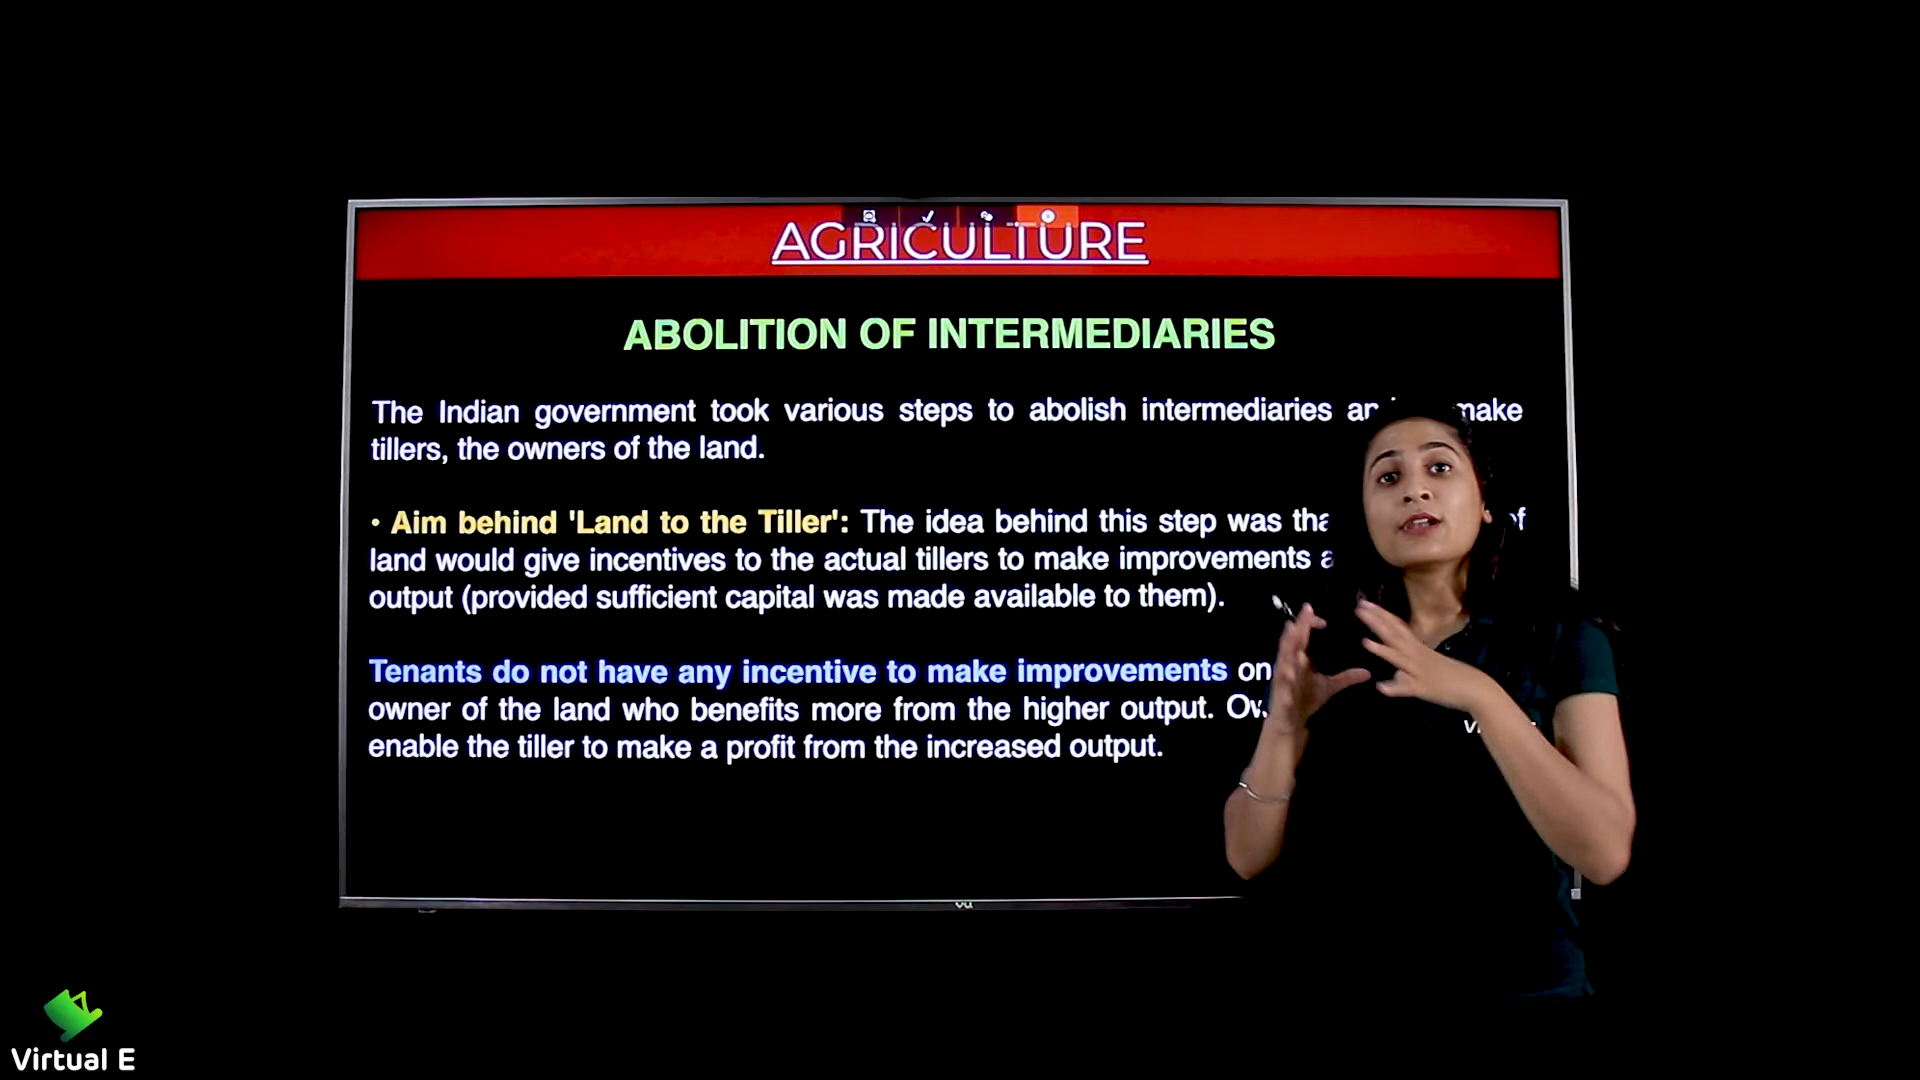 AGRICULTURE
ABOLITION OF INTERMEDIARIES
The Indian government took various steps to abolish intermediaries make
tillers, the owners of the land.
• Aim behind 'Land to the Tiller': The idea behind this step was of
land would give incentives to the actual tillers to make improvements
output (provided sufficient capital was made available to them).
Tenants do not have any incentive to make improvements on
owner of the land who benefits more from the higher output.
enable the tiller to make a profit from the increased output.
vu
Virtual E